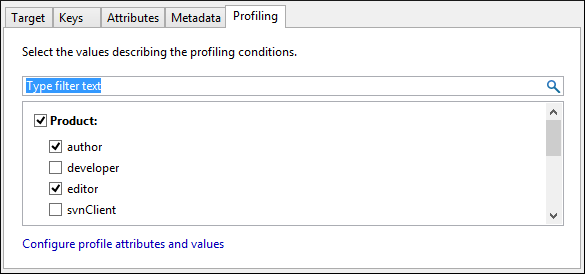 Target Keys Attributes Metadata Profiling
Select the values describing the profiling conditions.
Type filter text
Product:
author
developer
editor
svnClient
Configure profile attributes and values